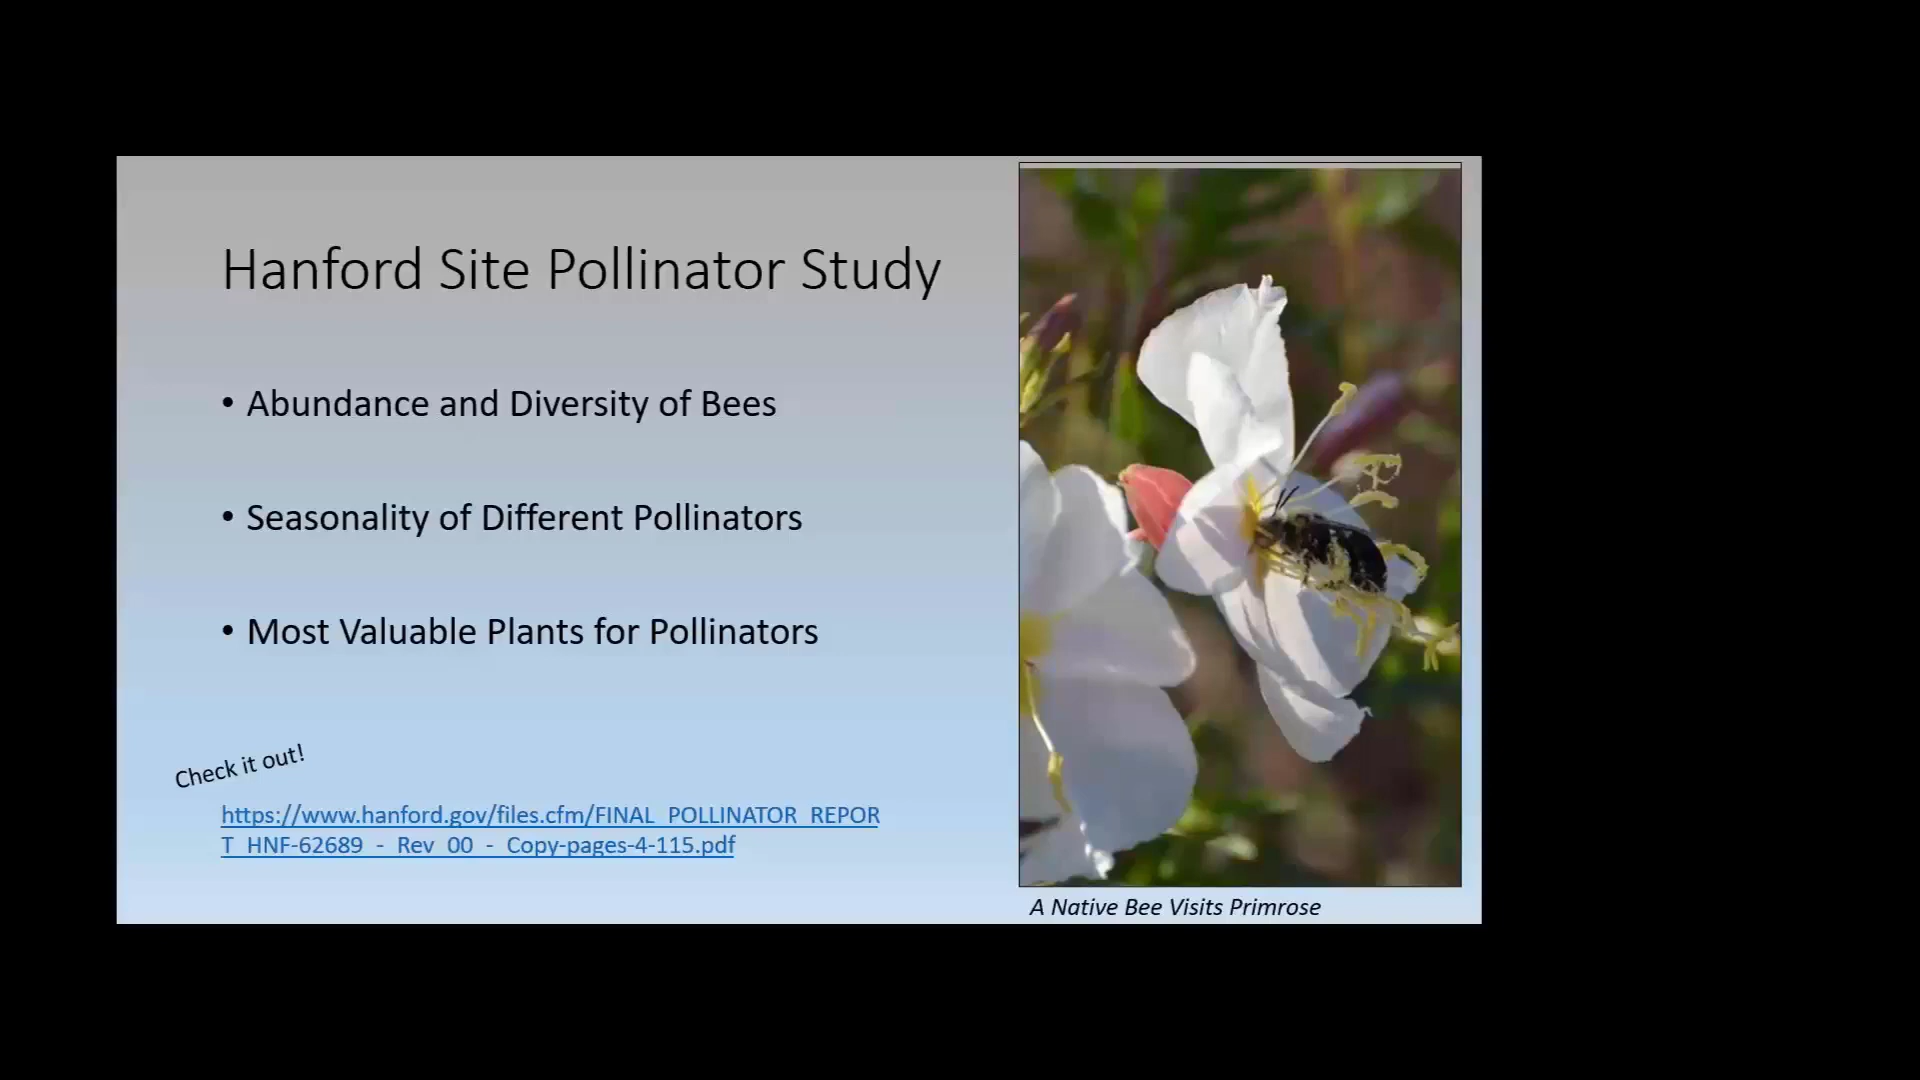 Hanford Site Pollinator Study
• Abundance and Diversity of Bees
• Seasonality of Different Pollinators
• Most Valuable Plants for Pollinators
Check it out!
https://www.hanford.gov/files.cfm/FINAL_POLLINATOR_REPOR
T_HNF-62689_-_Rev_00_-_Copy-pages-4-115.pdf
A Native Bee Visits Primrose